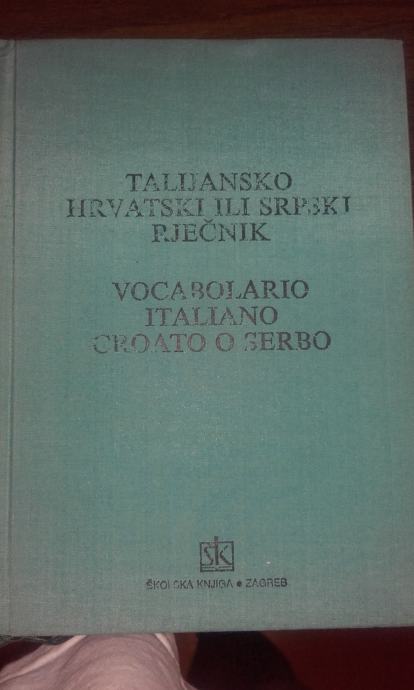 TALIJANSKO
HRVATSKI ILI SRPSKI
RJEČNIK
VOCABOLARIO
ITALIANO
CROATO O SERBO
ŠK
ŠKOLSKA KNJIGA • ZAGREB